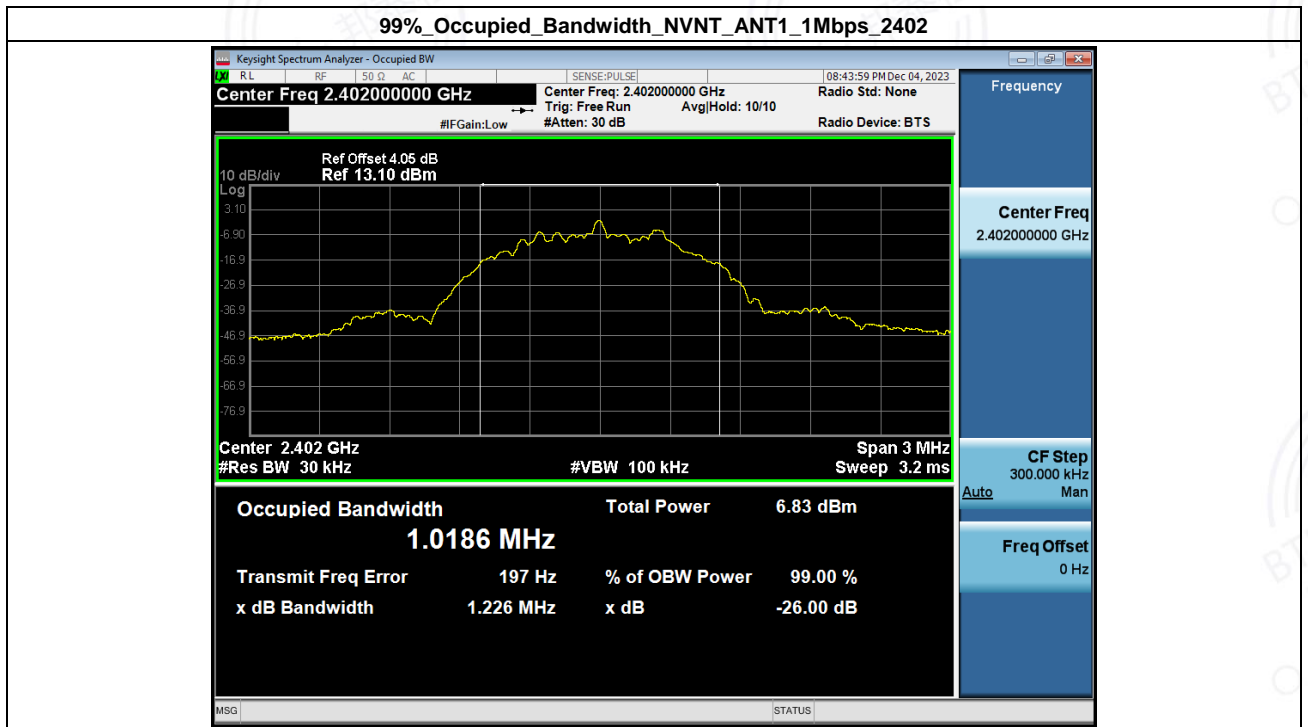 99%_Occupied_Bandwidth_NVNT_ANT1_1Mbps_2402
Keysight Spectrum Analyzer - Occupied BW
LXI RL RF 50 Ω AC SENSE:PULSE 08:43:59 PM Dec 04, 2023
Center Freq 2.402000000 GHz
Center Freq: 2.402000000 GHz
Radio Std: None
Trig: Free Run Avg|Hold: 10/10
#IFGain:Low
#Atten: 30 dB
Radio Device: BTS
Ref Offset 4.05 dB
10 dB/div Ref 13.10 dBm
Log
3.10
-6.90
-16.9
-26.9
-36.9
-46.9
-56.9
-66.9
-76.9
Center 2.402 GHz Span 3 MHz
#Res BW 30 kHz #VBW 100 kHz Sweep 3.2 ms
Occupied Bandwidth Total Power 6.83 dBm
1.0186 MHz
Transmit Freq Error 197 Hz % of OBW Power 99.00 %
x dB Bandwidth 1.226 MHz x dB -26.00 dB
Frequency
Center Freq
2.402000000 GHz
CF Step
300.000 kHz
Auto Man
Freq Offset
0 Hz
MSG STATUS